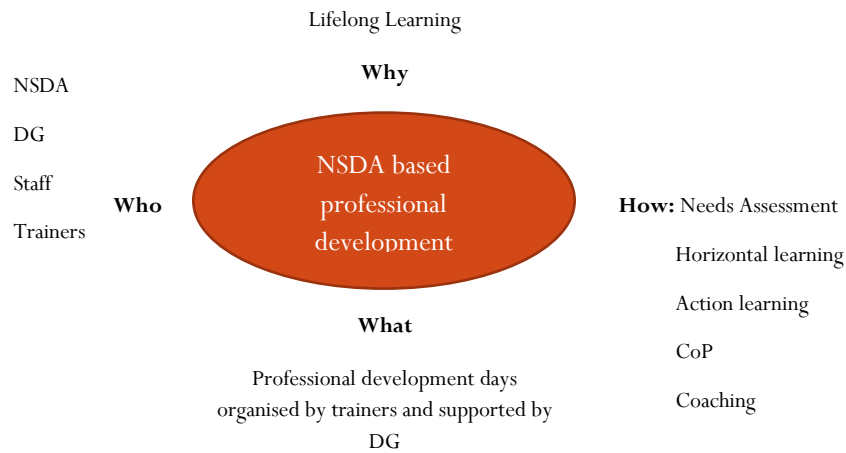 Lifelong Learning
Why
NSDA
DG
Staff
Trainers
Who
NSDA based
professional
development
How: Needs Assessment
Horizontal learning
Action learning
CoP
Coaching
What
Professional development days
organised by trainers and supported by
DG